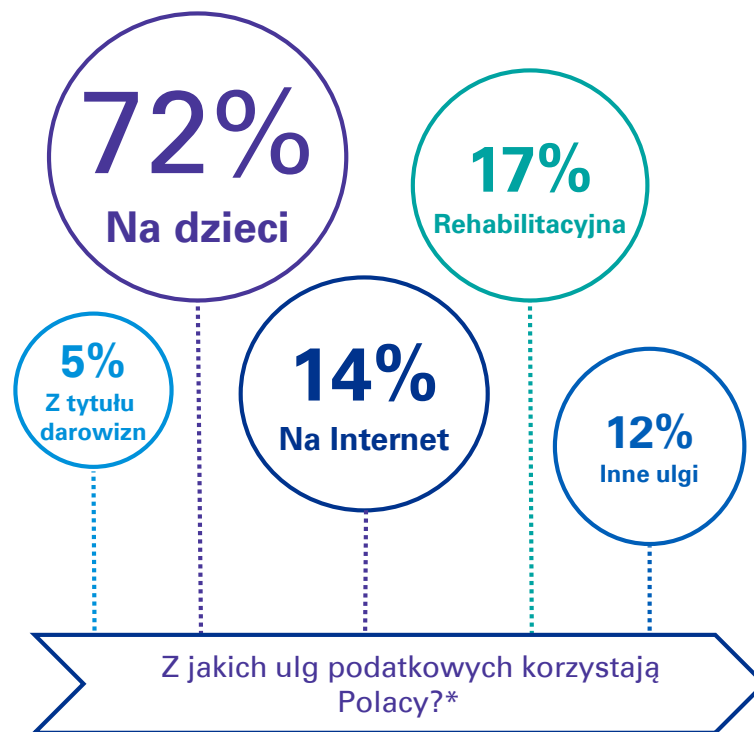 72%
Na dzieci
17%
Rehabilitacyjna
5%
Z tytułu
darowizn
14%
Na Internet
12%
Inne ulgi
Z jakich ulg podatkowych korzystają
Polacy?*